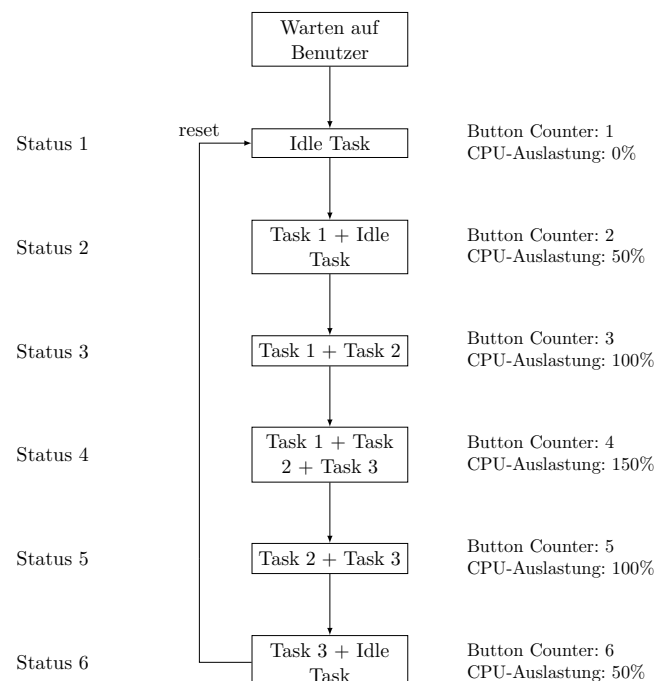 Warten auf
Benutzer
reset
Status 1
Idle Task
Button Counter: 1
CPU-Auslastung: 0%
Status 2
Task 1 + Idle
Task
Button Counter: 2
CPU-Auslastung: 50%
Status 3
Task 1 + Task 2
Button Counter: 3
CPU-Auslastung: 100%
Status 4
Task 1 + Task
2 + Task 3
Button Counter: 4
CPU-Auslastung: 150%
Status 5
Task 2 + Task 3
Button Counter: 5
CPU-Auslastung: 100%
Status 6
Task 3 + Idle
Task
Button Counter: 6
CPU-Auslastung: 50%